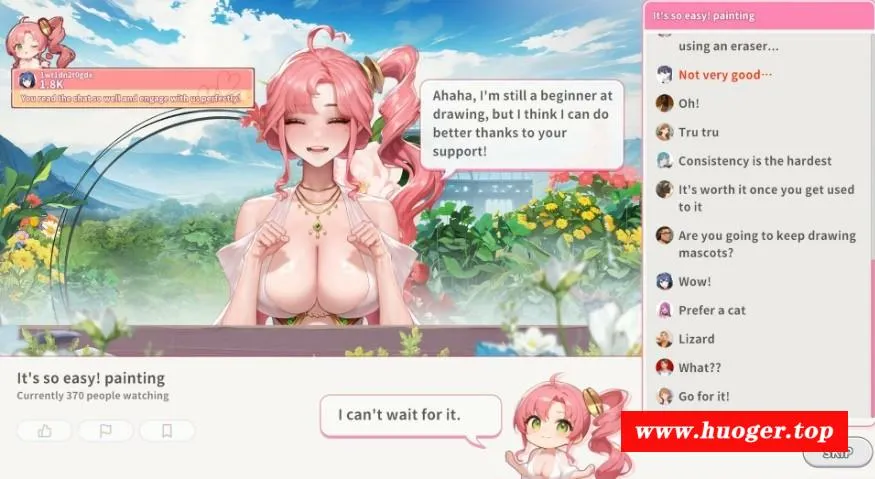 1wt1dn2t0gdx
1.8K
You read the chat so well and engage with us perfectly!
Ahaha, I'm still a beginner at
drawing, but I think I can do
better thanks to your
support!
It's so easy! painting
Currently 370 people watching
I can't wait for it.
It's so easy! painting
using an eraser...
Not very good…
Oh!
Tru tru
Consistency is the hardest
It's worth it once you get used
to it
Are you going to keep drawing
mascots?
Wow!
Prefer a cat
Lizard
What??
Go for it!
www.huoger.top
SKIP